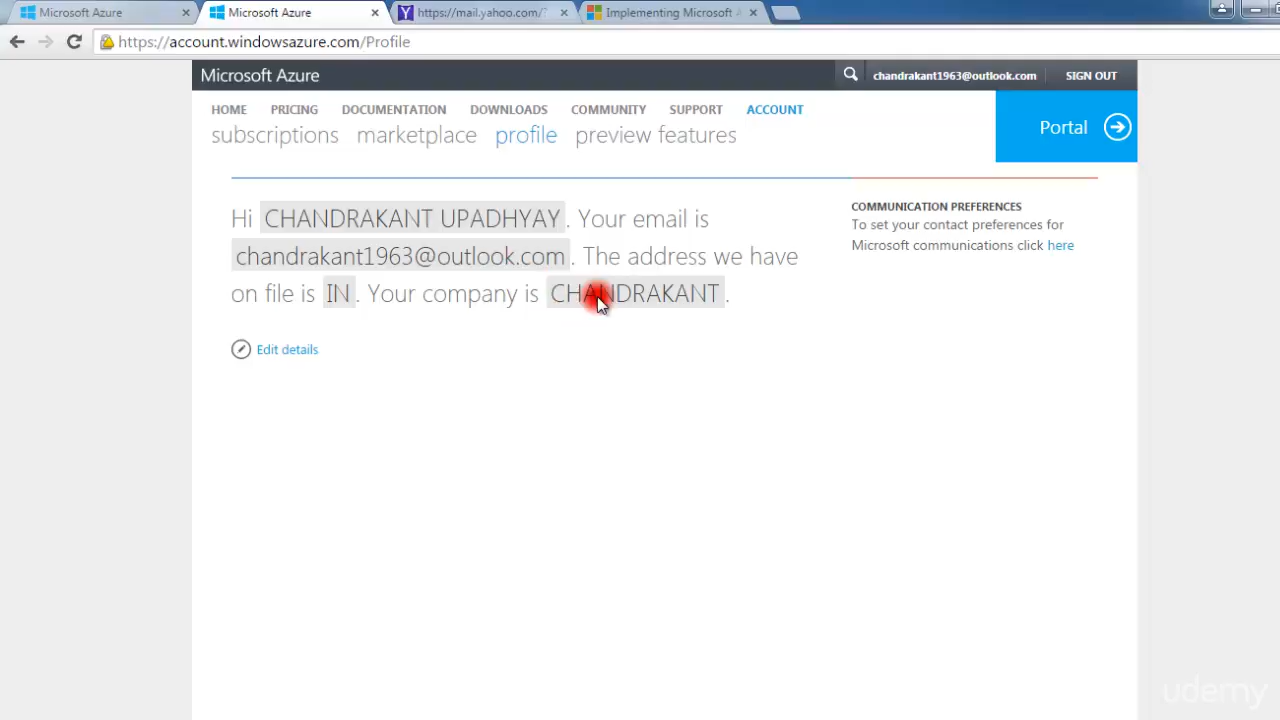 Microsoft Azure
Microsoft Azure
https://mail.yahoo.com/?
Implementing Microsoft A
https://account.windowsazure.com/Profile
Microsoft Azure
chandrakant1963@outlook.com
SIGN OUT
HOME PRICING DOCUMENTATION DOWNLOADS COMMUNITY SUPPORT ACCOUNT
subscriptions marketplace profile preview features
Portal
Hi CHANDRAKANT UPADHYAY. Your email is
chandrakant1963@outlook.com. The address we have
on file is IN. Your company is CHANDRAKANT.
Edit details
COMMUNICATION PREFERENCES
To set your contact preferences for
Microsoft communications click here
udemy